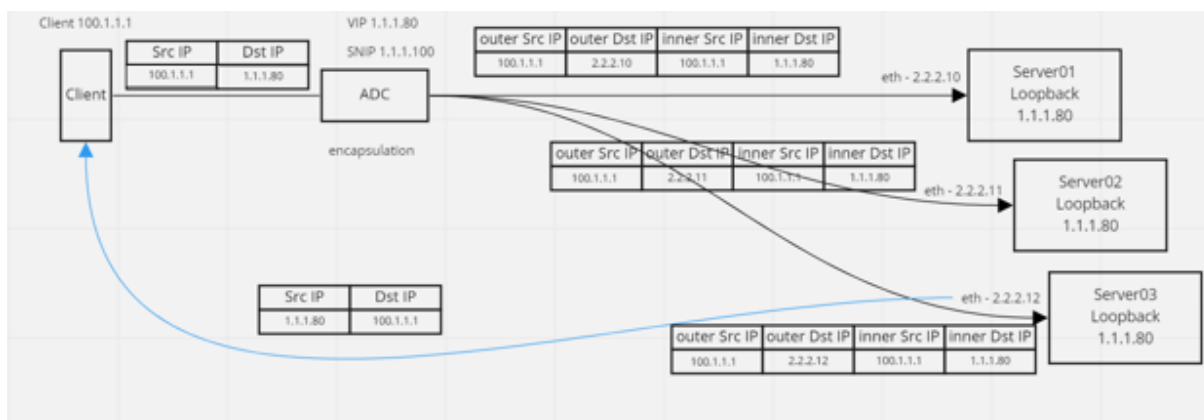 Client 100.1.1.1
VIP 1.1.1.80
SNIP 1.1.1.100
Src IP Dst IP
100.1.1.1 1.1.1.80
Client
ADC
encapsulation
outer Src IP outer Dst IP inner Src IP inner Dst IP
100.1.1.1 2.2.2.10 100.1.1.1 1.1.1.80
eth - 2.2.2.10
Server01
Loopback
1.1.1.80
outer Src IP outer Dst IP inner Src IP inner Dst IP
100.1.1.1 2.2.2.11 100.1.1.1 1.1.1.80
eth - 2.2.2.11
Server02
Loopback
1.1.1.80
Src IP Dst IP
1.1.1.80 100.1.1.1
eth - 2.2.2.12
Server03
Loopback
1.1.1.80
outer Src IP outer Dst IP inner Src IP inner Dst IP
100.1.1.1 2.2.2.12 100.1.1.1 1.1.1.80